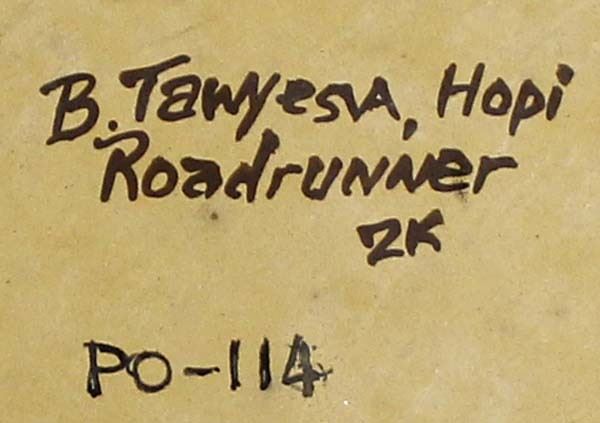 B. Tawyesva, Hopi
Roadrunner
2K
PO-114